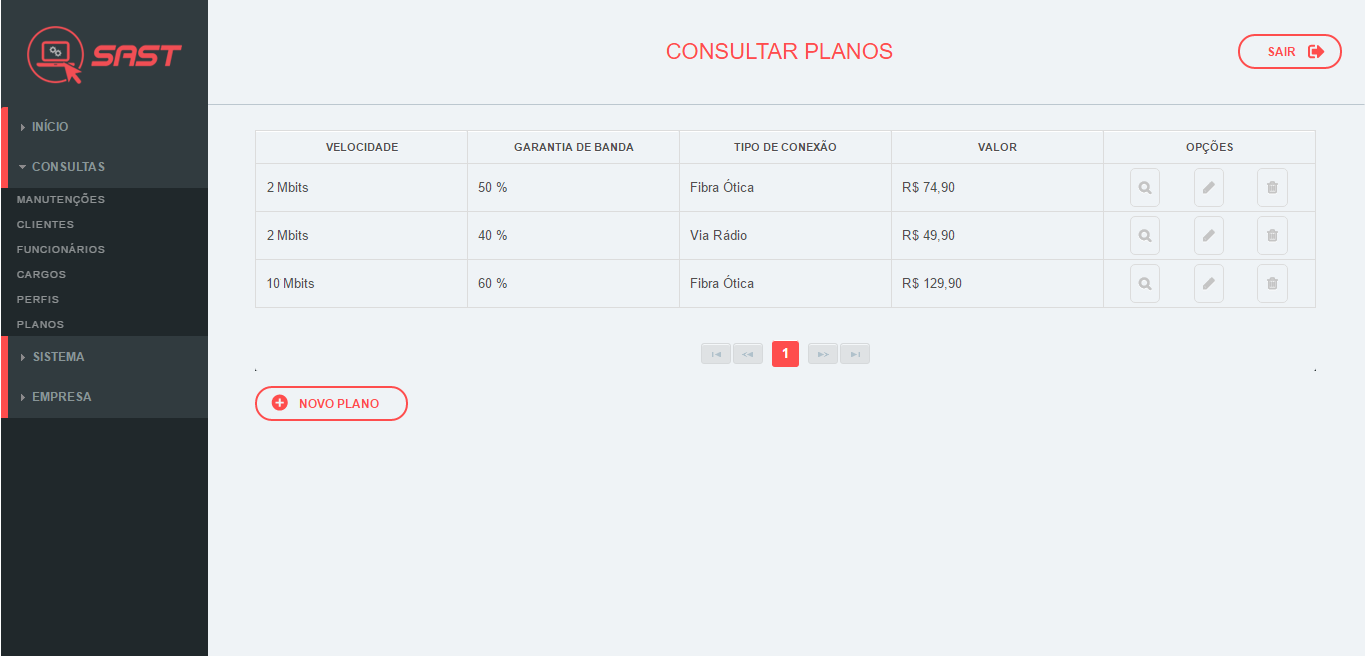 SAST
CONSULTAR PLANOS
SAIR
INÍCIO
CONSULTAS
MANUTENÇÕES
CLIENTES
FUNCIONÁRIOS
CARGOS
PERFIS
PLANOS
SISTEMA
EMPRESA
VELOCIDADE GARANTIA DE BANDA TIPO DE CONEXÃO VALOR OPÇÕES
2 Mbits 50 % Fibra Ótica R$ 74,90
2 Mbits 40 % Via Rádio R$ 49,90
10 Mbits 60 % Fibra Ótica R$ 129,90
1
. .
NOVO PLANO